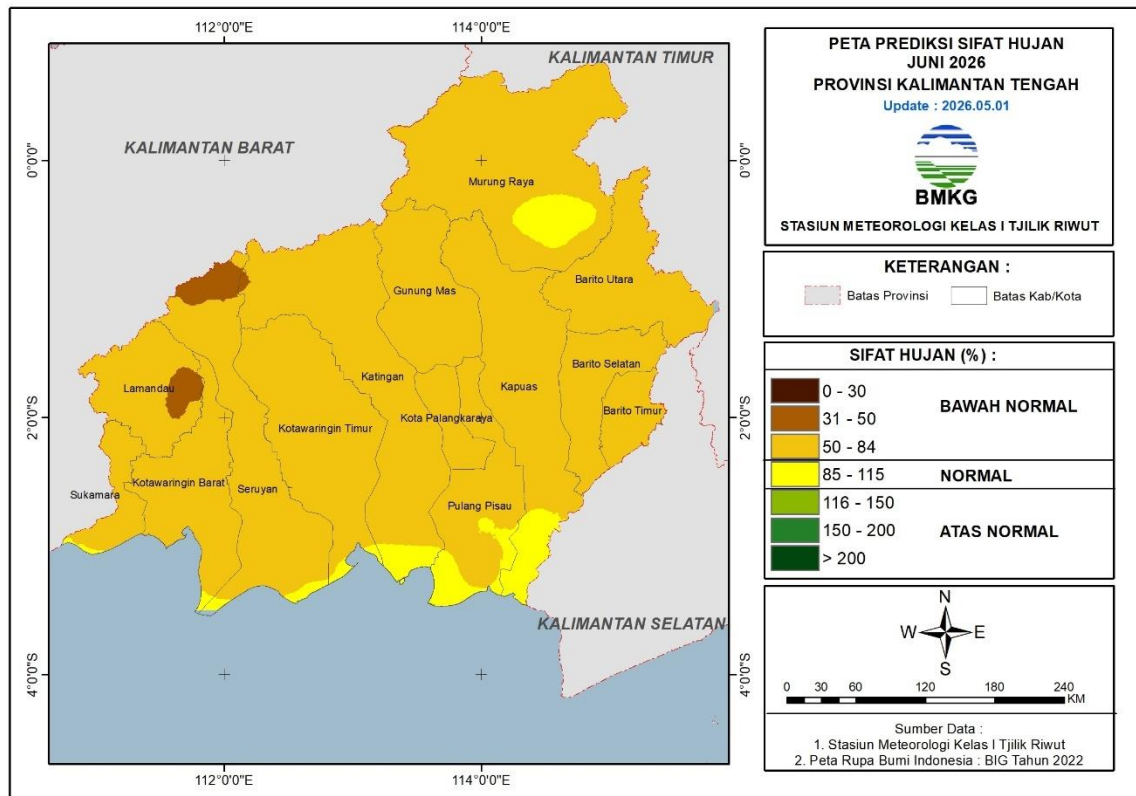 112°0'0"E
114°0'0"E
KALIMANTAN TIMUR
KALIMANTAN BARAT
0°0'0"
0°0'0"
Murung Raya
Barito Utara
Gunung Mas
Barito Selatan
Katingan
Kapuas
Lamandau
Barito Timur
2°0'0"S
2°0'0"S
Kota Palangkaraya
Kotawaringin Timur
Kotawaringin Barat
Seruyan
Sukamara
Pulang Pisau
KALIMANTAN SELATAN
4°0'0"S
4°0'0"S
112°0'0"E
114°0'0"E
PETA PREDIKSI SIFAT HUJAN
JUNI 2026
PROVINSI KALIMANTAN TENGAH
Update : 2026.05.01
BMKG
STASIUN METEOROLOGI KELAS I TJILIK RIWUT
KETERANGAN :
Batas Provinsi
Batas Kab/Kota
SIFAT HUJAN (%) :
0 - 30
31 - 50
BAWAH NORMAL
50 - 84
85 - 115
NORMAL
116 - 150
150 - 200
ATAS NORMAL
> 200
N
W E
S
0 30 60 120 180 240
KM
Sumber Data :
1. Stasiun Meteorologi Kelas I Tjilik Riwut
2. Peta Rupa Bumi Indonesia : BIG Tahun 2022